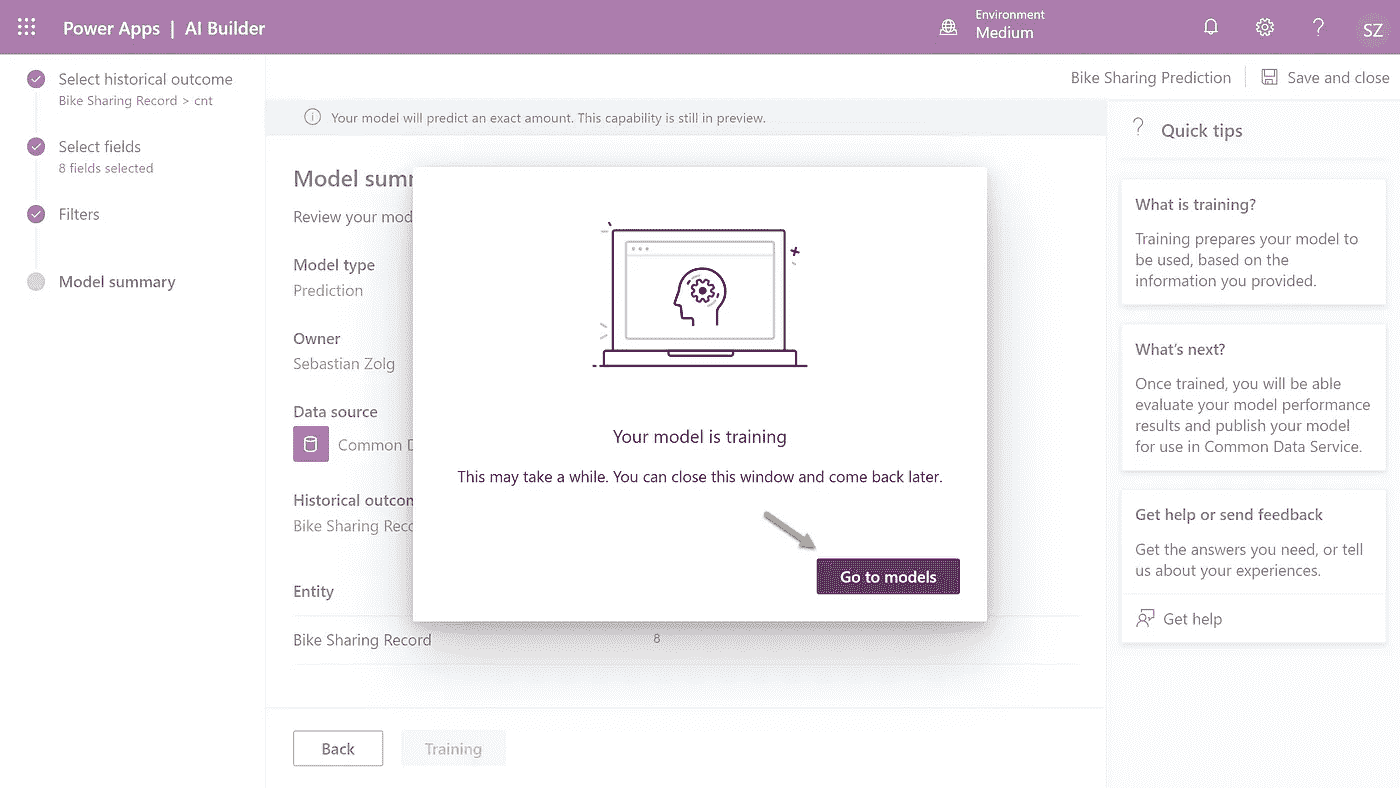 Power Apps | AI Builder
Environment
Medium
SZ
Select historical outcome
Bike Sharing Record > cnt
Select fields
8 fields selected
Filters
Model summary
Bike Sharing Prediction
Save and close
Your model will predict an exact amount. This capability is still in preview.
Model summ
Review your mod
Model type
Prediction
Owner
Sebastian Zolg
Data source
Common D
Historical outcom
Bike Sharing Reco
Entity
Bike Sharing Record
8
Back
Training
Your model is training
This may take a while. You can close this window and come back later.
Go to models
Quick tips
What is training?
Training prepares your model to
be used, based on the
information you provided.
What's next?
Once trained, you will be able
evaluate your model performance
results and publish your model
for use in Common Data Service.
Get help or send feedback
Get the answers you need, or tell
us about your experiences.
Get help